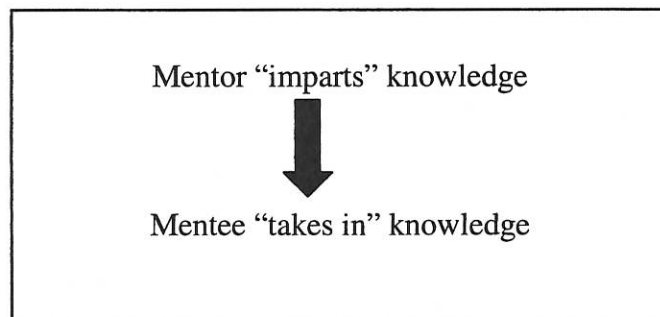 Mentor “imparts” knowledge
Mentee “takes in” knowledge